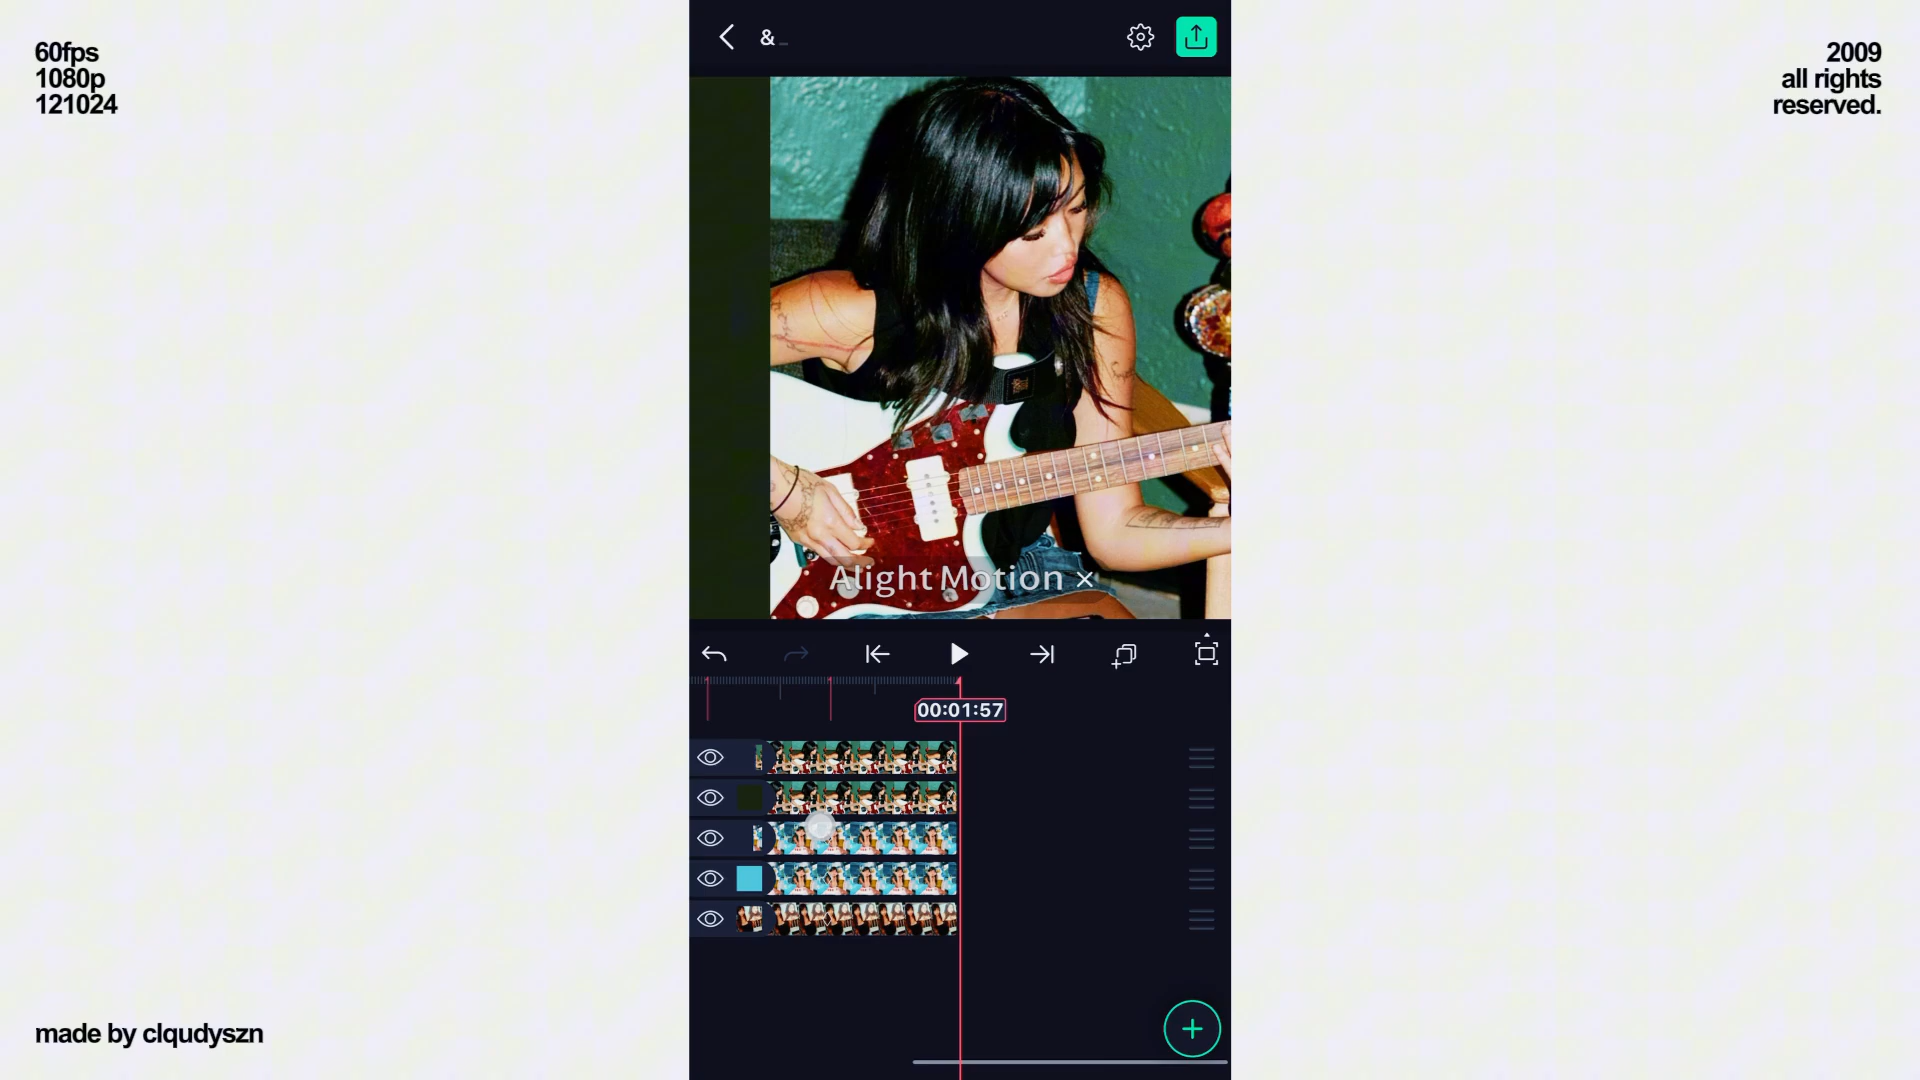 60fps
1080p
121024
2009
all rights
reserved.
&
Alight Motion ×
00:01:57
made by clqudyszn